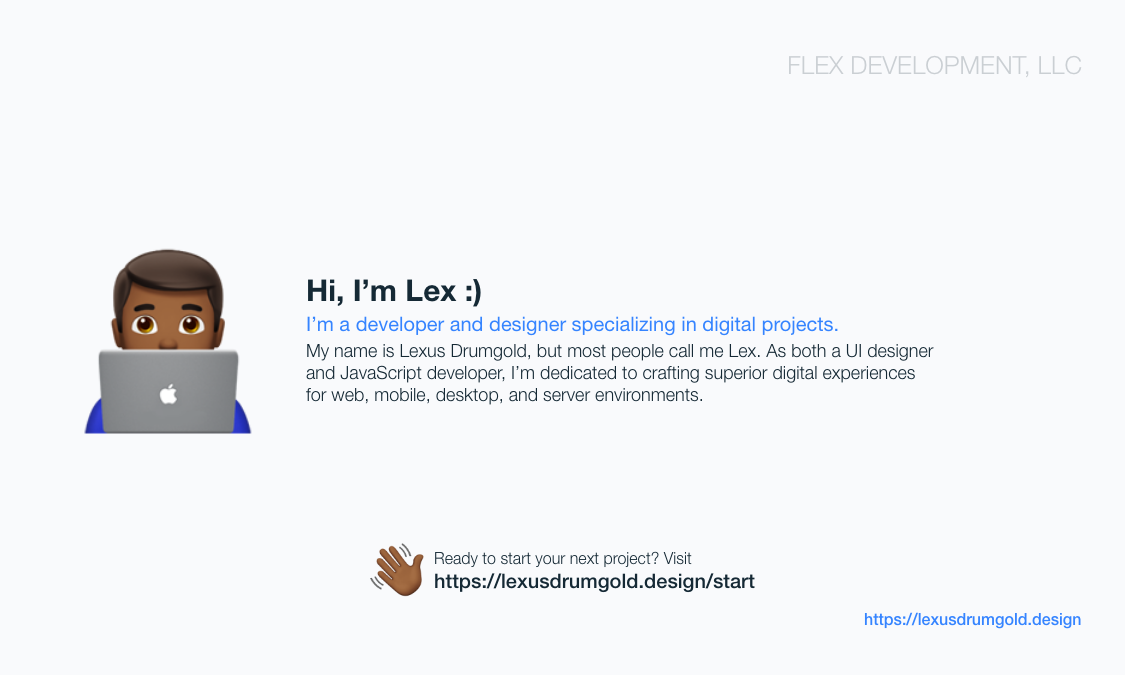 FLEX DEVELOPMENT, LLC
Hi, I’m Lex :)
I’m a developer and designer specializing in digital projects.
My name is Lexus Drumgold, but most people call me Lex. As both a UI designer
and JavaScript developer, I’m dedicated to crafting superior digital experiences
for web, mobile, desktop, and server environments.
Ready to start your next project? Visit
https://lexusdrumgold.design/start
https://lexusdrumgold.design